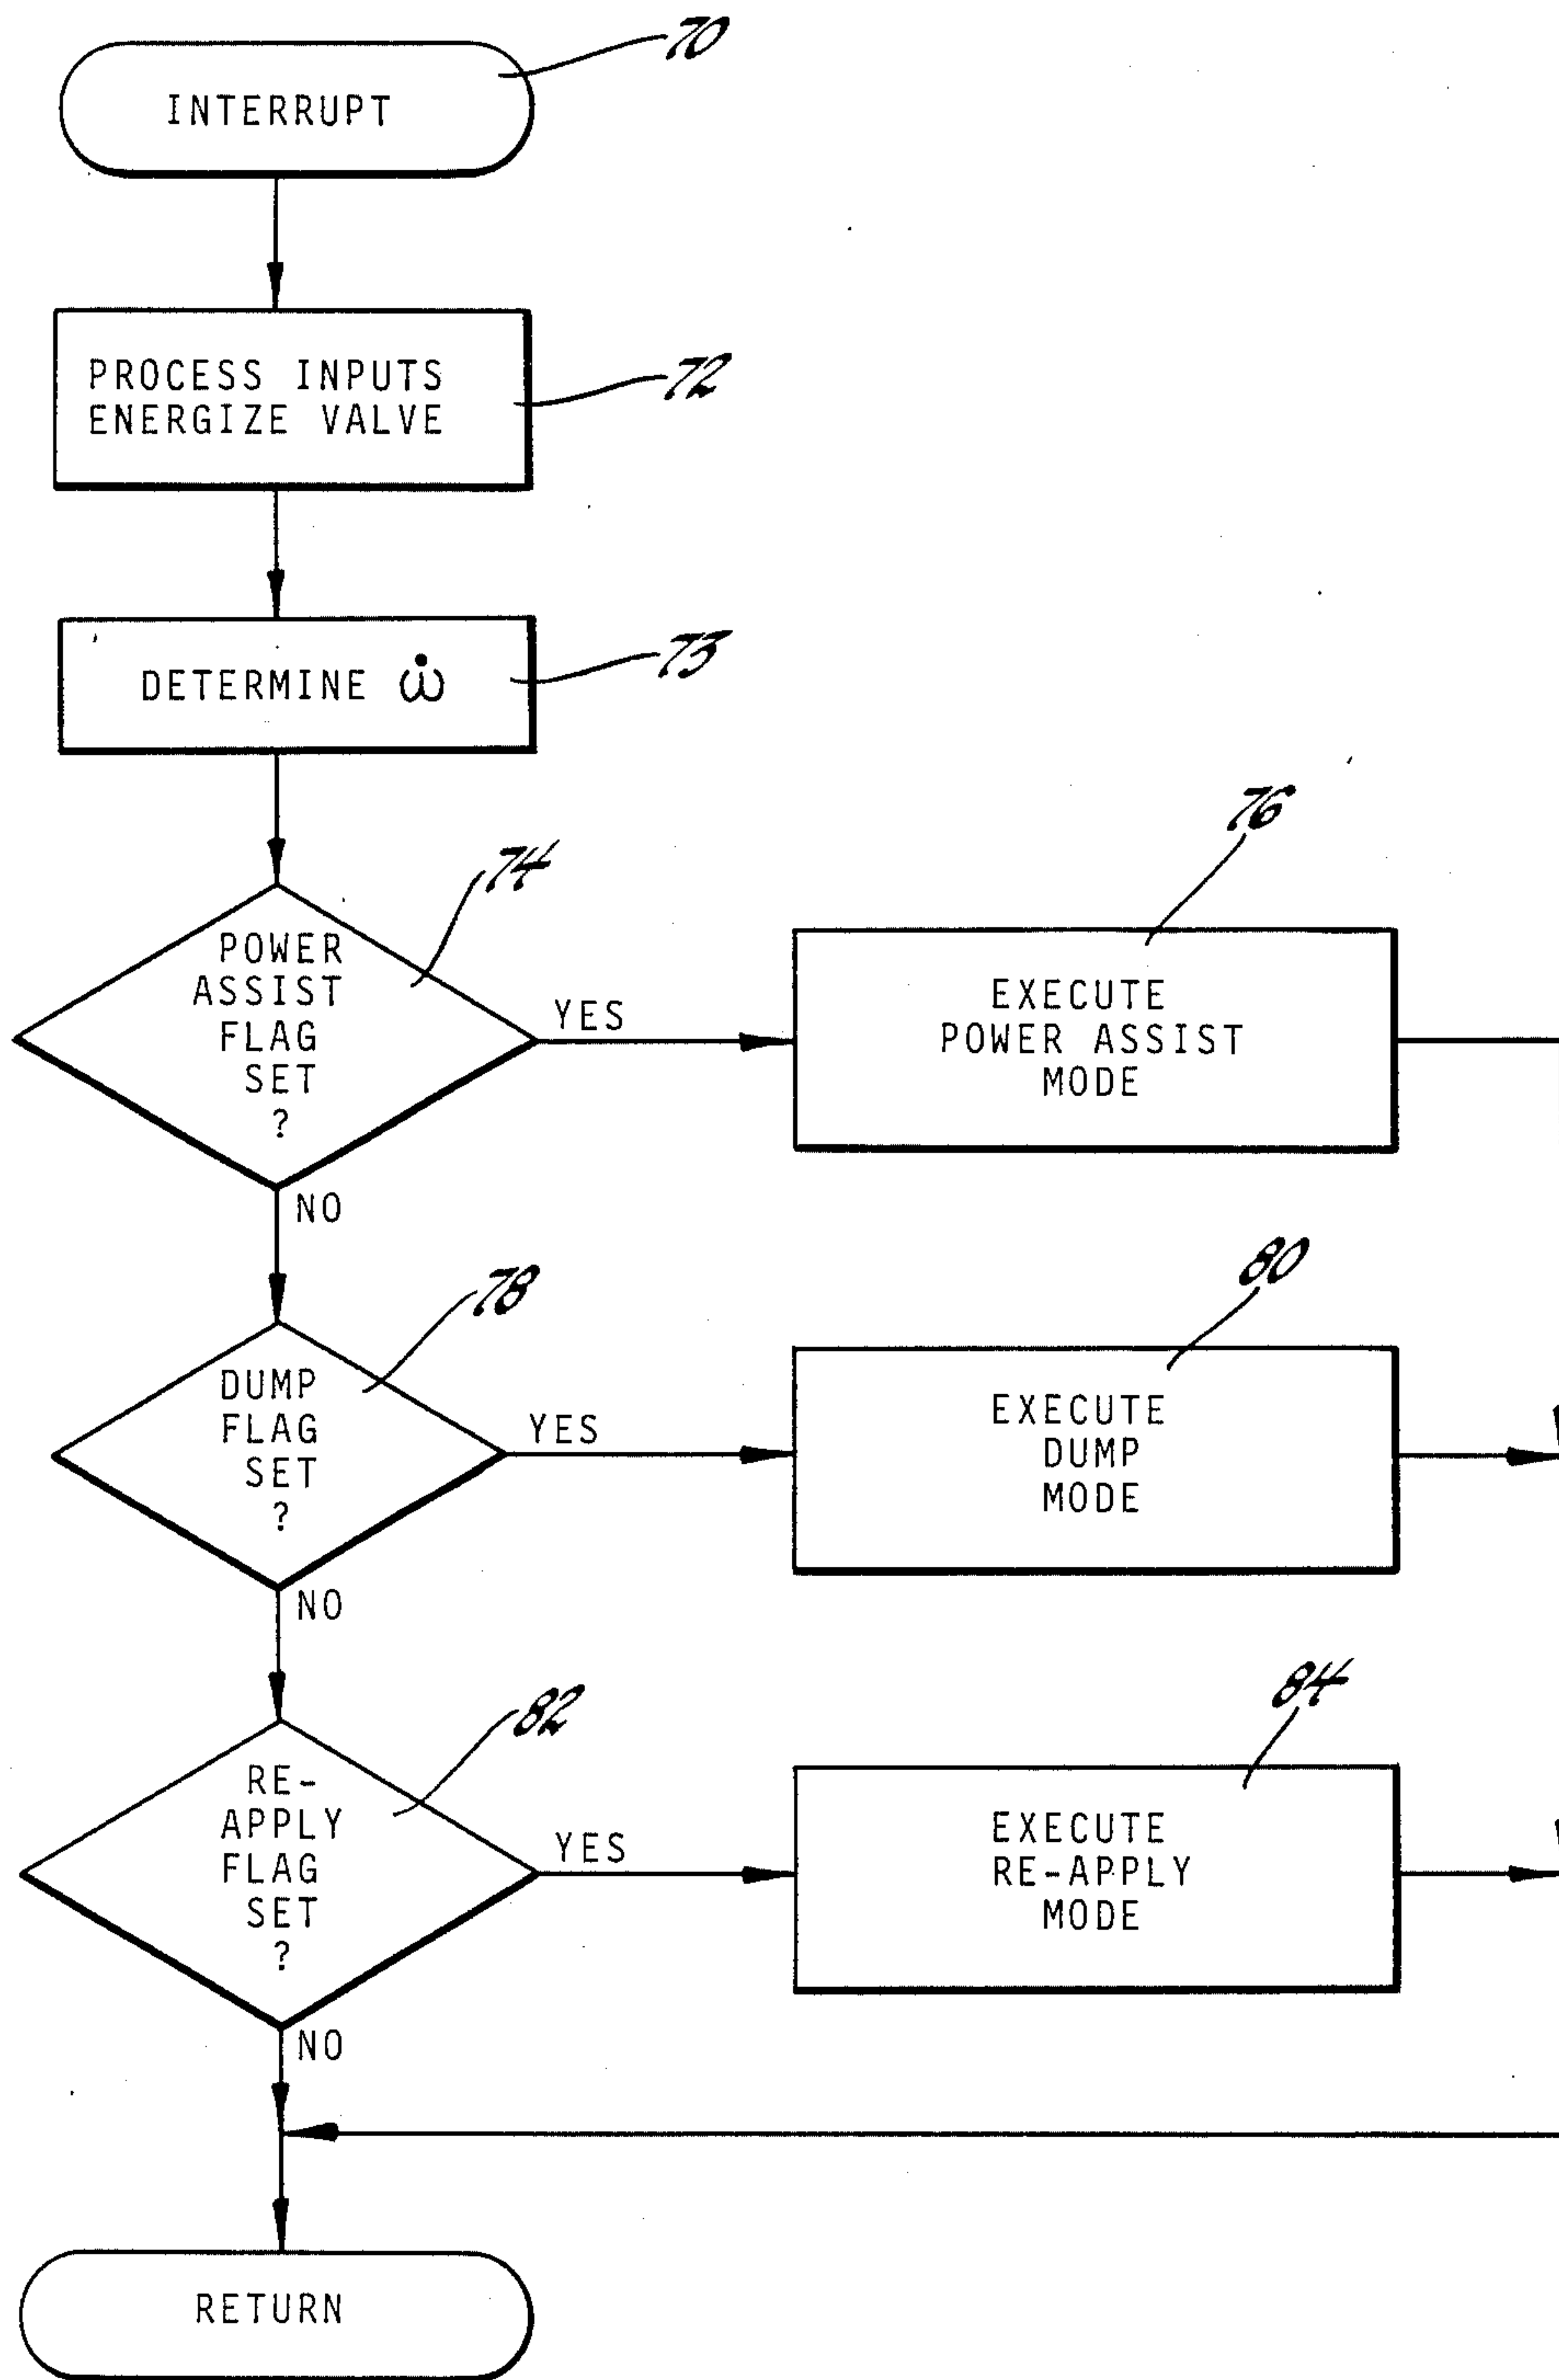 70
INTERRUPT
PROCESS INPUTS
ENERGIZE VALVE
72
DETERMINE ω̇
73
74
POWER
ASSIST
FLAG
SET
?
YES
NO
76
EXECUTE
POWER ASSIST
MODE
78
DUMP
FLAG
SET
?
YES
NO
80
EXECUTE
DUMP
MODE
82
RE-
APPLY
FLAG
SET
?
YES
NO
84
EXECUTE
RE-APPLY
MODE
RETURN